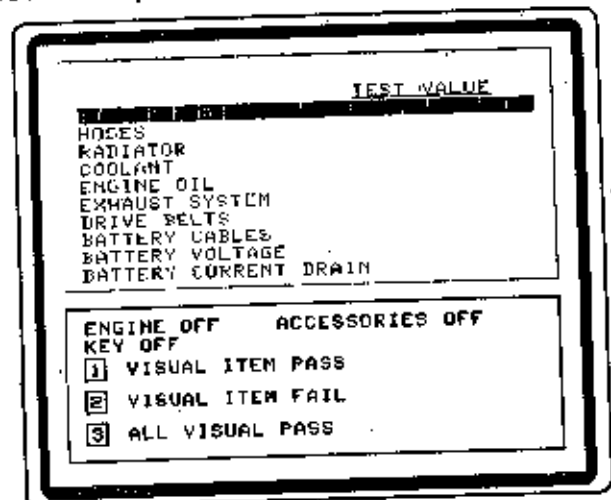 TEST VALUE
HOSES
RADIATOR
COOLANT
ENGINE OIL
EXHAUST SYSTEM
DRIVE BELTS
BATTERY CABLES
BATTERY VOLTAGE
BATTERY CURRENT DRAIN
ENGINE OFF ACCESSORIES OFF
KEY OFF
1 VISUAL ITEM PASS
2 VISUAL ITEM FAIL
3 ALL VISUAL PASS